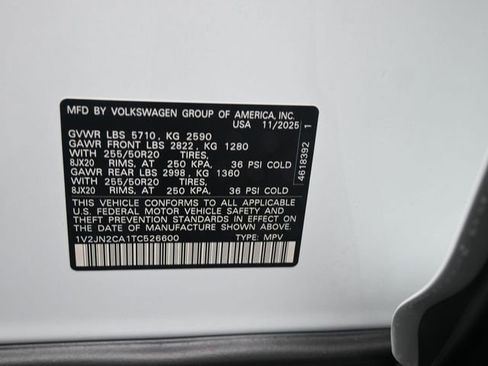 MFD BY VOLKSWAGEN GROUP OF AMERICA, INC.
USA 11/2025
GVWR LBS 5710, KG 2590
GAWR FRONT LBS 2822, KG 1280
WITH 255/50R20 TIRES,
8JX20 RIMS, AT 250 KPA, 36 PSI COLD
GAWR REAR LBS 2998, KG 1360
WITH 255/50R20 TIRES,
8JX20 RIMS, AT 250 KPA, 36 PSI COLD
THIS VEHICLE CONFORMS TO ALL APPLICABLE
U.S. FEDERAL MOTOR VEHICLE SAFETY AND
THEFT PREVENTION STANDARDS IN EFFECT
ON THE DATE OF MANUFACTURE SHOWN ABOVE.
1V2JN2CA1TC526600 TYPE: MPV
4618392 1